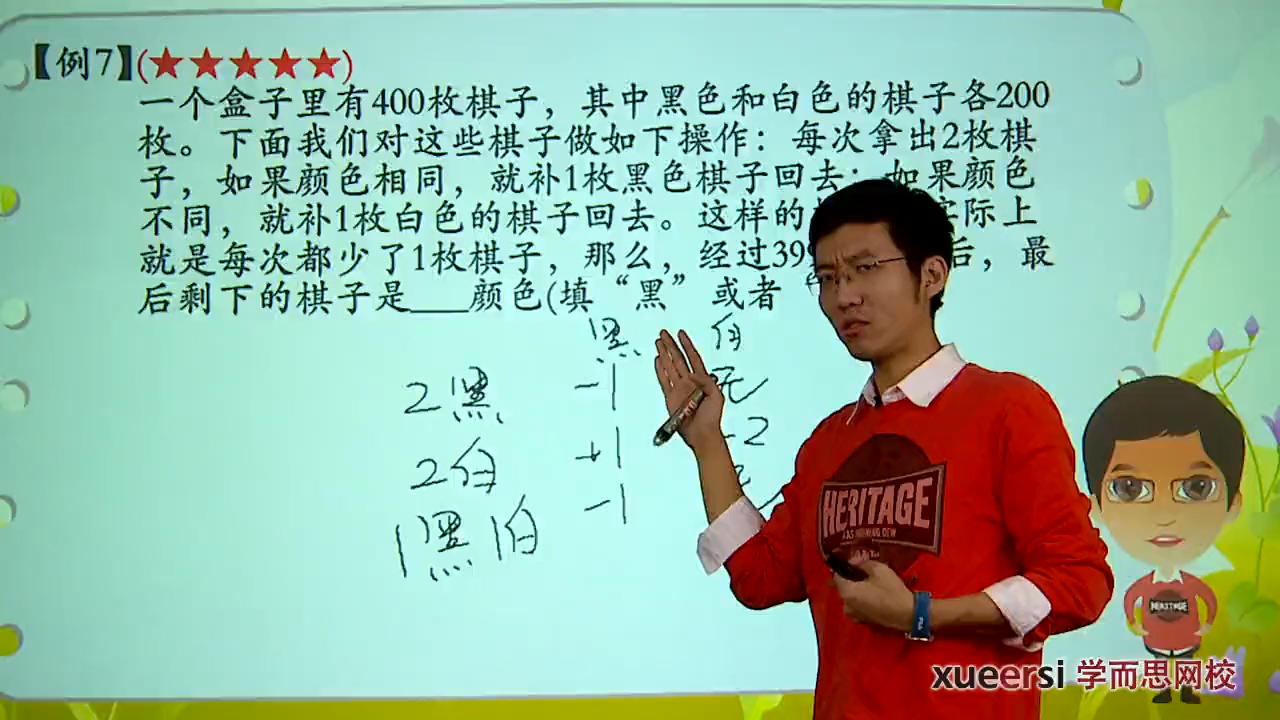 【例7】(★★★★★)
一个盒子里有400枚棋子，其中黑色和白色的棋子各200
枚。下面我们对这些棋子做如下操作：每次拿出2枚棋
子，如果颜色相同，就补1枚黑色棋子回去；如果颜色
不同，就补1枚白色的棋子回去。这样的 实际上
就是每次都少了1枚棋子，那么，经过39 后，最
后剩下的棋子是___颜色(填“黑”或者“
黑 白
2黑 -1 无
2白 +1 -2
1黑1白 -1
HERITAGE
HERITAGE
xueersi 学而思网校